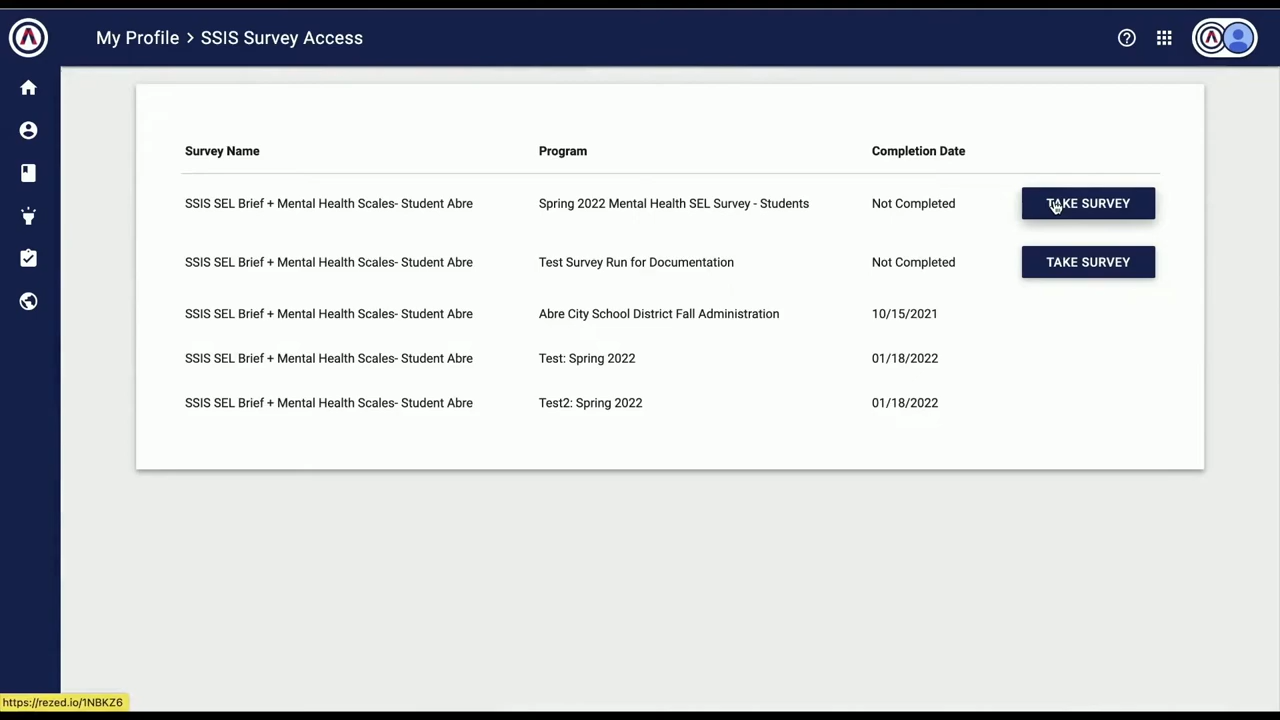 My Profile > SSIS Survey Access
Survey Name Program Completion Date
SSIS SEL Brief + Mental Health Scales- Student Abre Spring 2022 Mental Health SEL Survey - Students Not Completed TAKE SURVEY
SSIS SEL Brief + Mental Health Scales- Student Abre Test Survey Run for Documentation Not Completed TAKE SURVEY
SSIS SEL Brief + Mental Health Scales- Student Abre Abre City School District Fall Administration 10/15/2021
SSIS SEL Brief + Mental Health Scales- Student Abre Test: Spring 2022 01/18/2022
SSIS SEL Brief + Mental Health Scales- Student Abre Test2: Spring 2022 01/18/2022
https://rezed.io/1NBKZ6